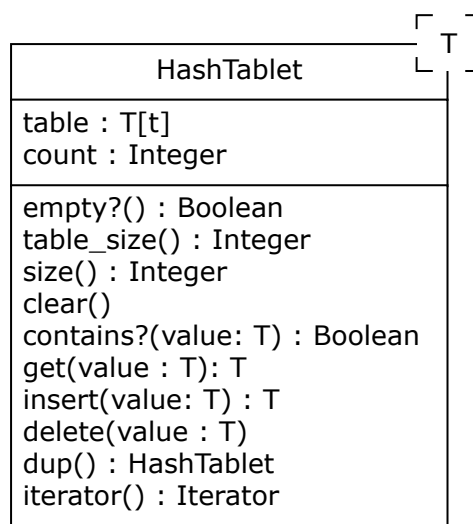 T
HashTablet
table : T[t]
count : Integer
empty?() : Boolean
table_size() : Integer
size() : Integer
clear()
contains?(value: T) : Boolean
get(value : T): T
insert(value: T) : T
delete(value : T)
dup() : HashTablet
iterator() : Iterator